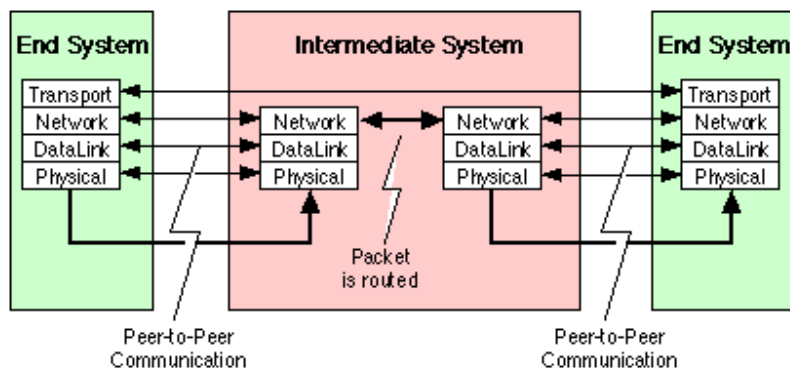 End System
Intermediate System
End System
Transport
Network
DataLink
Physical
Network
DataLink
Physical
Network
DataLink
Physical
Transport
Network
DataLink
Physical
Packet
is routed
Peer-to-Peer
Communication
Peer-to-Peer
Communication